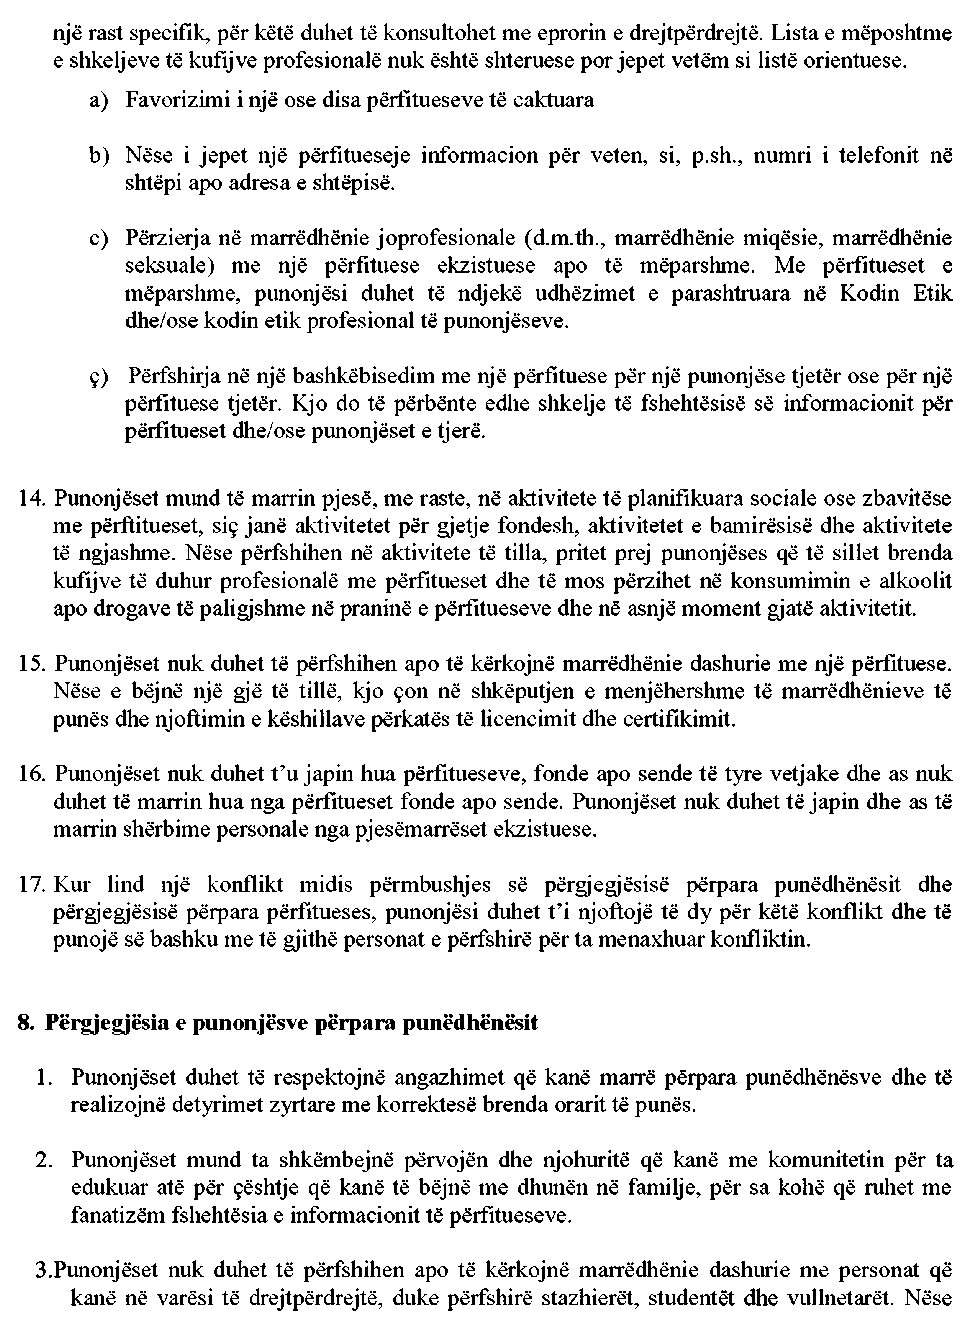 një rast specifik, për këtë duhet të konsultohet me eprorin e drejtpërdrejtë. Lista e mëposhtme
e shkeljeve të kufijve profesionalë nuk është shteruese por jepet vetëm si listë orientuese.
a) Favorizimi i një ose disa përfitueseve të caktuara
b) Nëse i jepet një përfitueseje informacion për veten, si, p.sh., numri i telefonit në
shtëpi apo adresa e shtëpisë.
c) Përzierja në marrëdhënie joprofesionale (d.m.th., marrëdhënie miqësie, marrëdhënie
seksuale) me një përfituese ekzistuese apo të mëparshme. Me përfitueset e
mëparshme, punonjësi duhet të ndjekë udhëzimet e parashtruara në Kodin Etik
dhe/ose kodin etik profesional të punonjëseve.
ç) Përfshirja në një bashkëbisedim me një përfituese për një punonjëse tjetër ose për një
përfituese tjetër. Kjo do të përbënte edhe shkelje të fshehtësisë së informacionit për
përfitueset dhe/ose punonjëset e tjerë.
14. Punonjëset mund të marrin pjesë, me raste, në aktivitete të planifikuara sociale ose zbavitëse
me përftitueset, siç janë aktivitetet për gjetje fondesh, aktivitetet e bamirësisë dhe aktivitete
të ngjashme. Nëse përfshihen në aktivitete të tilla, pritet prej punonjëses që të sillet brenda
kufijve të duhur profesionalë me përfitueset dhe të mos përzihet në konsumimin e alkoolit
apo drogave të paligjshme në praninë e përfitueseve dhe në asnjë moment gjatë aktivitetit.
15. Punonjëset nuk duhet të përfshihen apo të kërkojnë marrëdhënie dashurie me një përfituese.
Nëse e bëjnë një gjë të tillë, kjo çon në shkëputjen e menjëhershme të marrëdhënieve të
punës dhe njoftimin e këshillave përkatës të licencimit dhe certifikimit.
16. Punonjëset nuk duhet t'u japin hua përfitueseve, fonde apo sende të tyre vetjake dhe as nuk
duhet të marrin hua nga përfitueset fonde apo sende. Punonjëset nuk duhet të japin dhe as të
marrin shërbime personale nga pjesëmarrëset ekzistuese.
17. Kur lind një konflikt midis përmbushjes së përgjegjësisë përpara punëdhënësit dhe
përgjegjësisë përpara përfitueses, punonjësi duhet t'i njoftojë të dy për këtë konflikt dhe të
punojë së bashku me të gjithë personat e përfshirë për ta menaxhuar konfliktin.
8. Përgjegjësia e punonjësve përpara punëdhënësit
1. Punonjëset duhet të respektojnë angazhimet që kanë marrë përpara punëdhënësve dhe të
realizojnë detyrimet zyrtare me korrektesë brenda orarit të punës.
2. Punonjëset mund ta shkëmbejnë përvojën dhe njohuritë që kanë me komunitetin për ta
edukuar atë për çështje që kanë të bëjnë me dhunën në familje, për sa kohë që ruhet me
fanatizëm fshehtësia e informacionit të përfitueseve.
3.Punonjëset nuk duhet të përfshihen apo të kërkojnë marrëdhënie dashurie me personat që
kanë në varësi të drejtpërdrejtë, duke përfshirë stazhierët, studentët dhe vullnetarët. Nëse